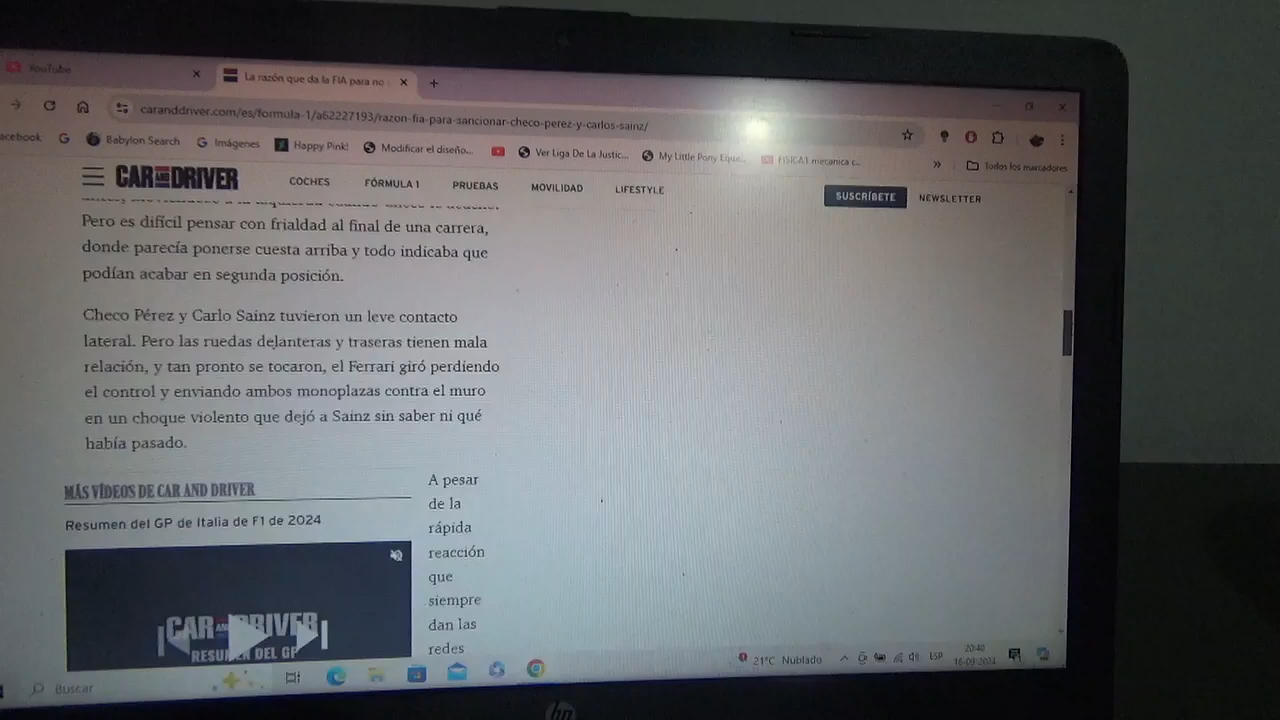 YouTube
La razón que da la FIA para no
caranddriver.com/es/formula-1/a62227193/razon-fia-para-sancionar-checo-perez-y-carlos-sainz/
acebook
Babylon Search
Imágenes
Happy Pink!
Modificar el diseño...
Ver Liga De La Justic...
My Little Pony Eque...
FISICA1 mecanica c...
»
Todos los marcadores
CAR AND DRIVER
COCHES
FÓRMULA 1
PRUEBAS
MOVILIDAD
LIFESTYLE
SUSCRÍBETE
NEWSLETTER
Pero es difícil pensar con frialdad al final de una carrera,
donde parecía ponerse cuesta arriba y todo indicaba que
podían acabar en segunda posición.
Checo Pérez y Carlo Sainz tuvieron un leve contacto
lateral. Pero las ruedas delanteras y traseras tienen mala
relación, y tan pronto se tocaron, el Ferrari giró perdiendo
el control y enviando ambos monoplazas contra el muro
en un choque violento que dejó a Sainz sin saber ni qué
había pasado.
MÁS VÍDEOS DE CAR AND DRIVER
Resumen del GP de Italia de F1 de 2024
CAR AND DRIVER
RESUMEN DEL GP
A pesar
de la
rápida
reacción
que
siempre
dan las
redes
Buscar
21°C Nublado
ESP
20:40
16-09-2024
hp